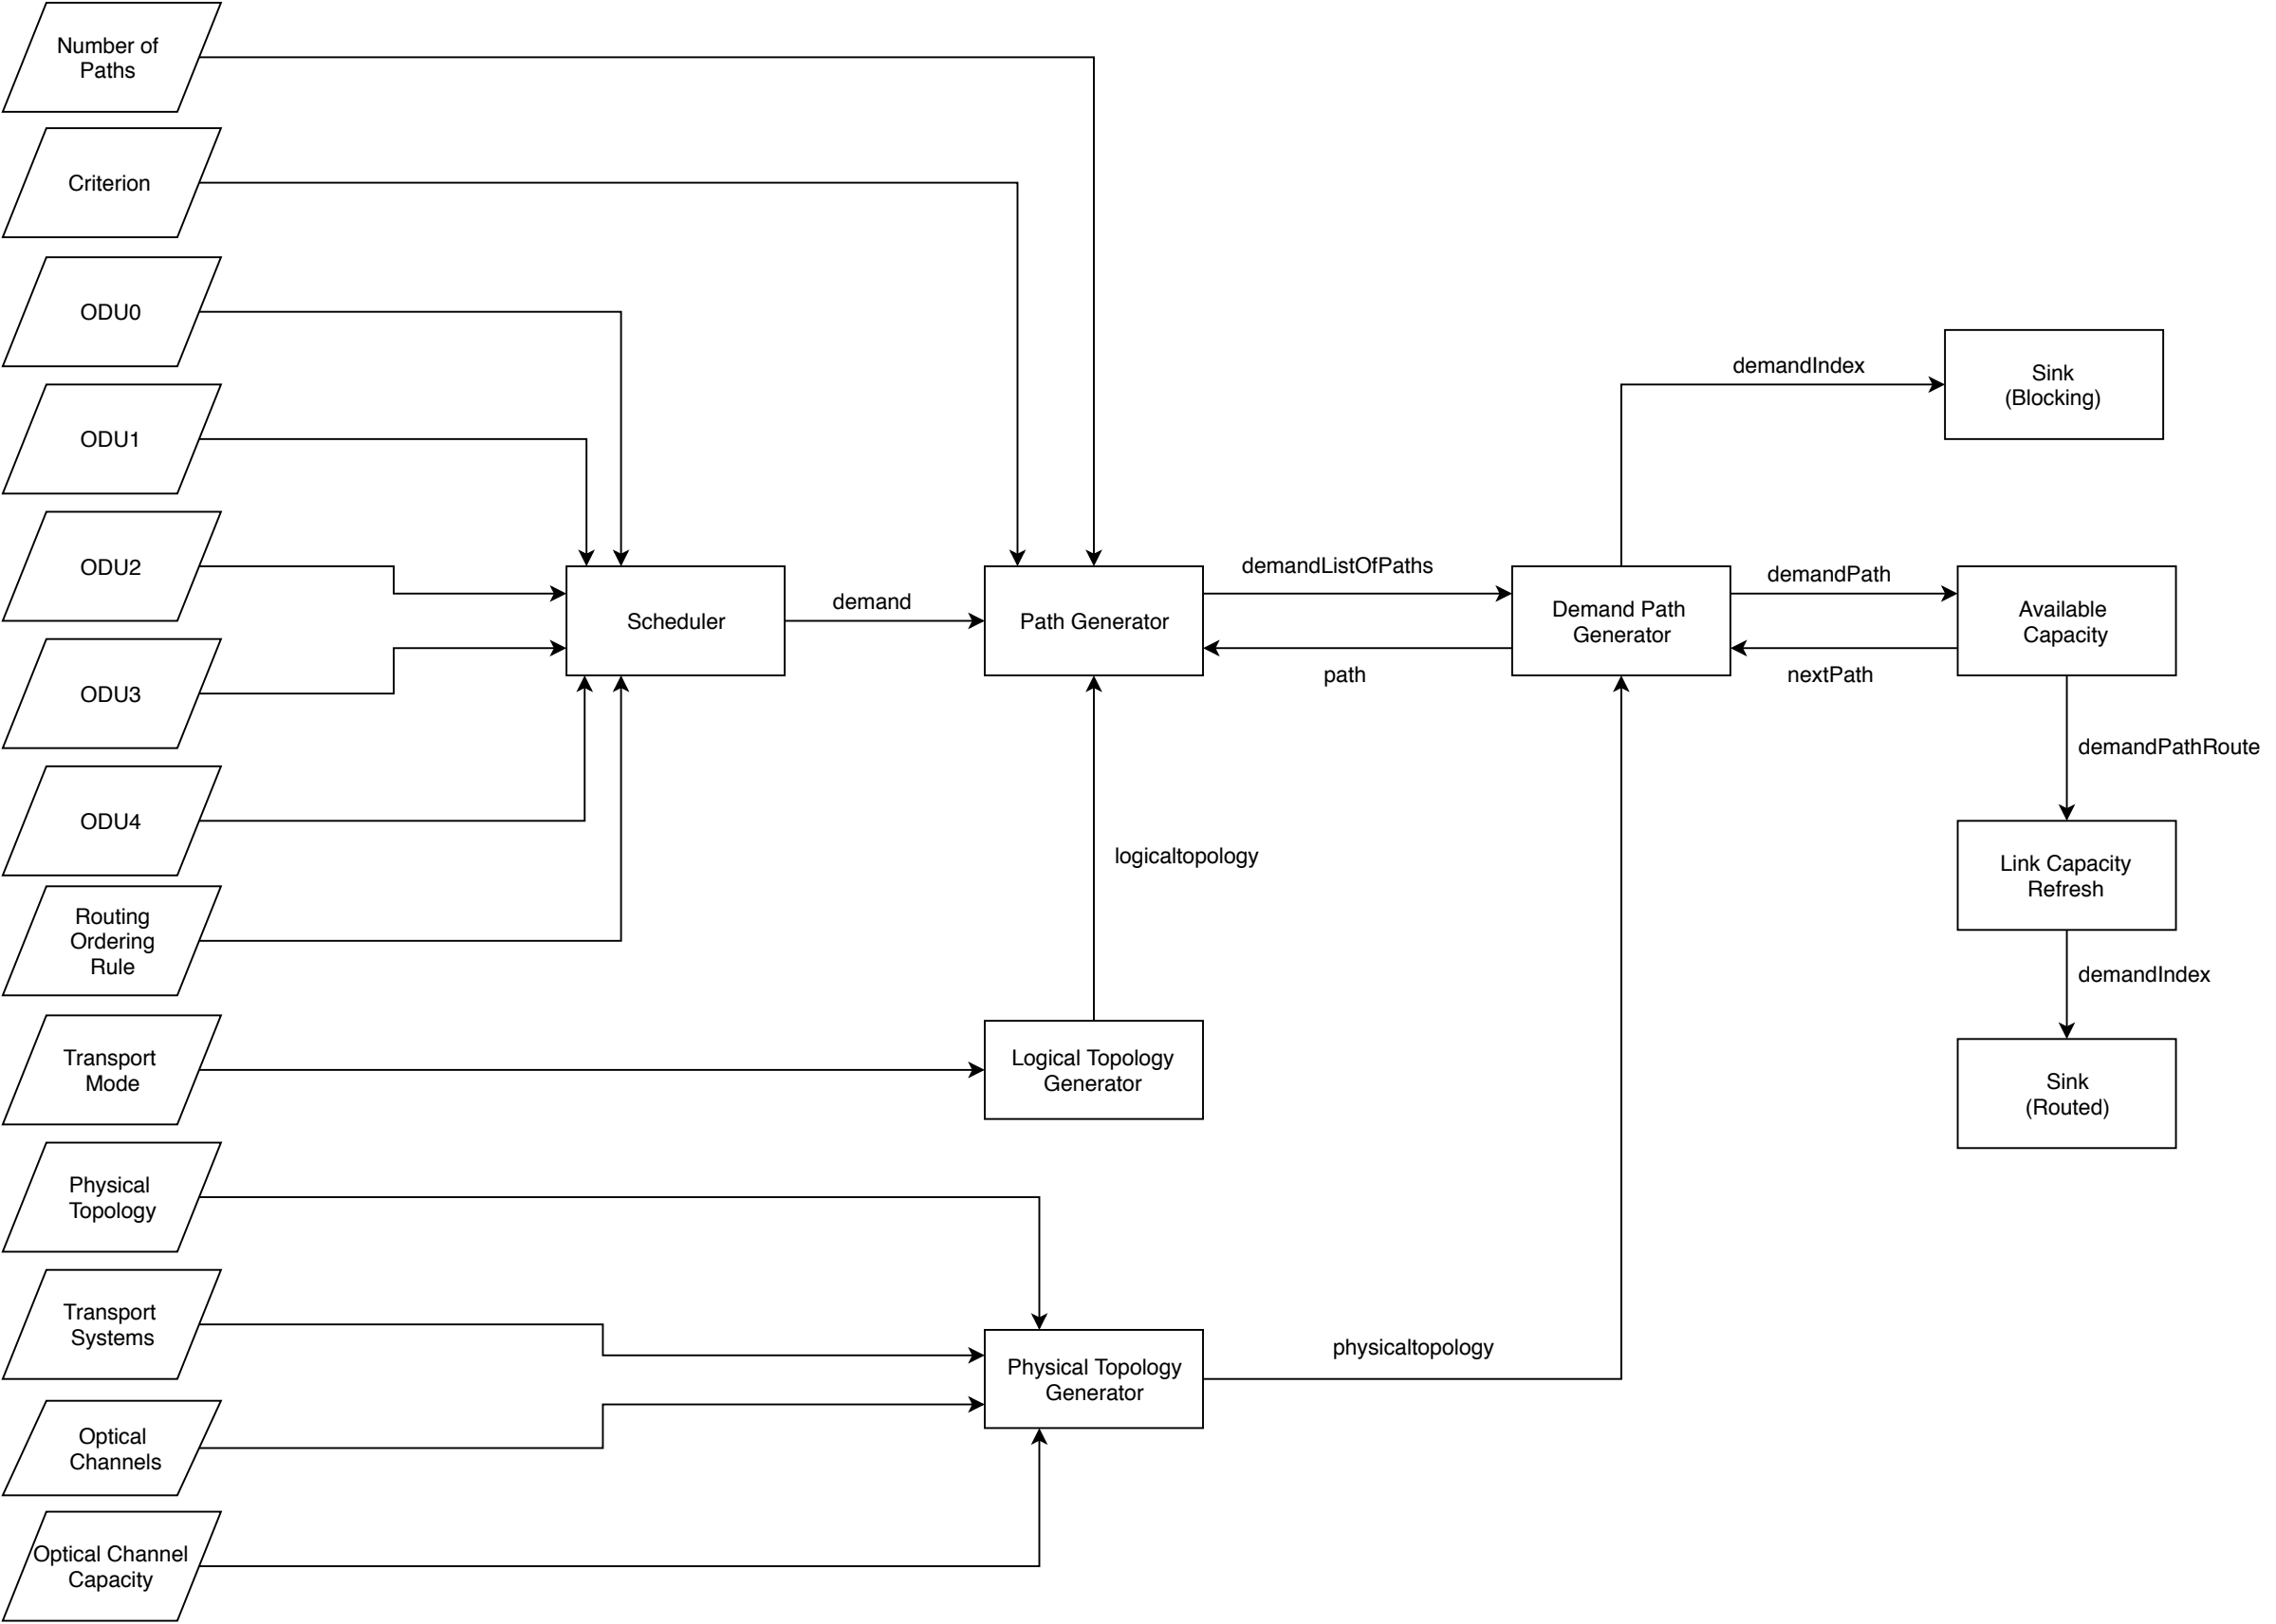 Number of
Paths
Criterion
ODU0
ODU1
ODU2
ODU3
ODU4
Routing
Ordering
Rule
Transport
Mode
Physical
Topology
Transport
Systems
Optical
Channels
Optical Channel
Capacity
Scheduler
demand
Path Generator
logicaltopology
Logical Topology
Generator
Physical Topology
Generator
physicaltopology
demandListOfPaths
path
Demand Path
Generator
demandIndex
Sink
(Blocking)
demandPath
nextPath
Available
Capacity
demandPathRoute
Link Capacity
Refresh
demandIndex
Sink
(Routed)